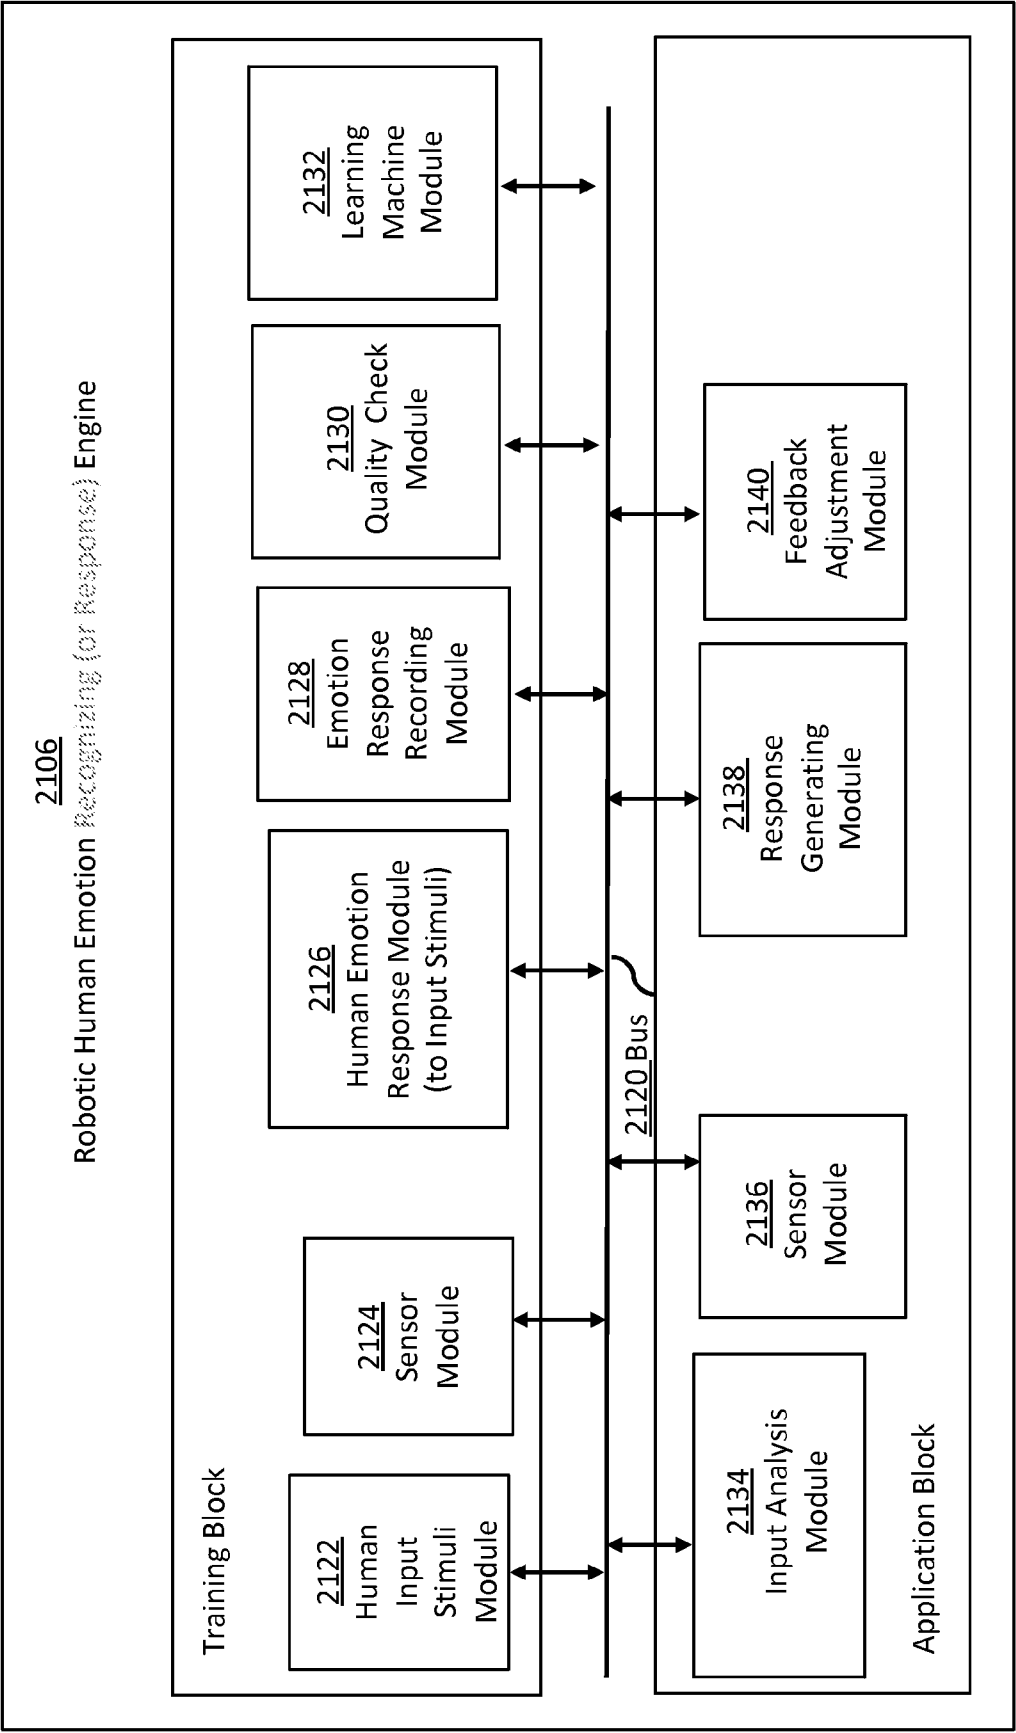 2106
Robotic Human Emotion Recognizing (or Response) Engine
Training Block
2122
Human
Input
Stimuli
Module
2124
Sensor
Module
2126
Human Emotion
Response Module
(to Input Stimuli)
2128
Emotion
Response
Recording
Module
2130
Quality Check
Module
2132
Learning
Machine
Module
2120 Bus
2134
Input Analysis
Module
2136
Sensor
Module
2138
Response
Generating
Module
2140
Feedback
Adjustment
Module
Application Block